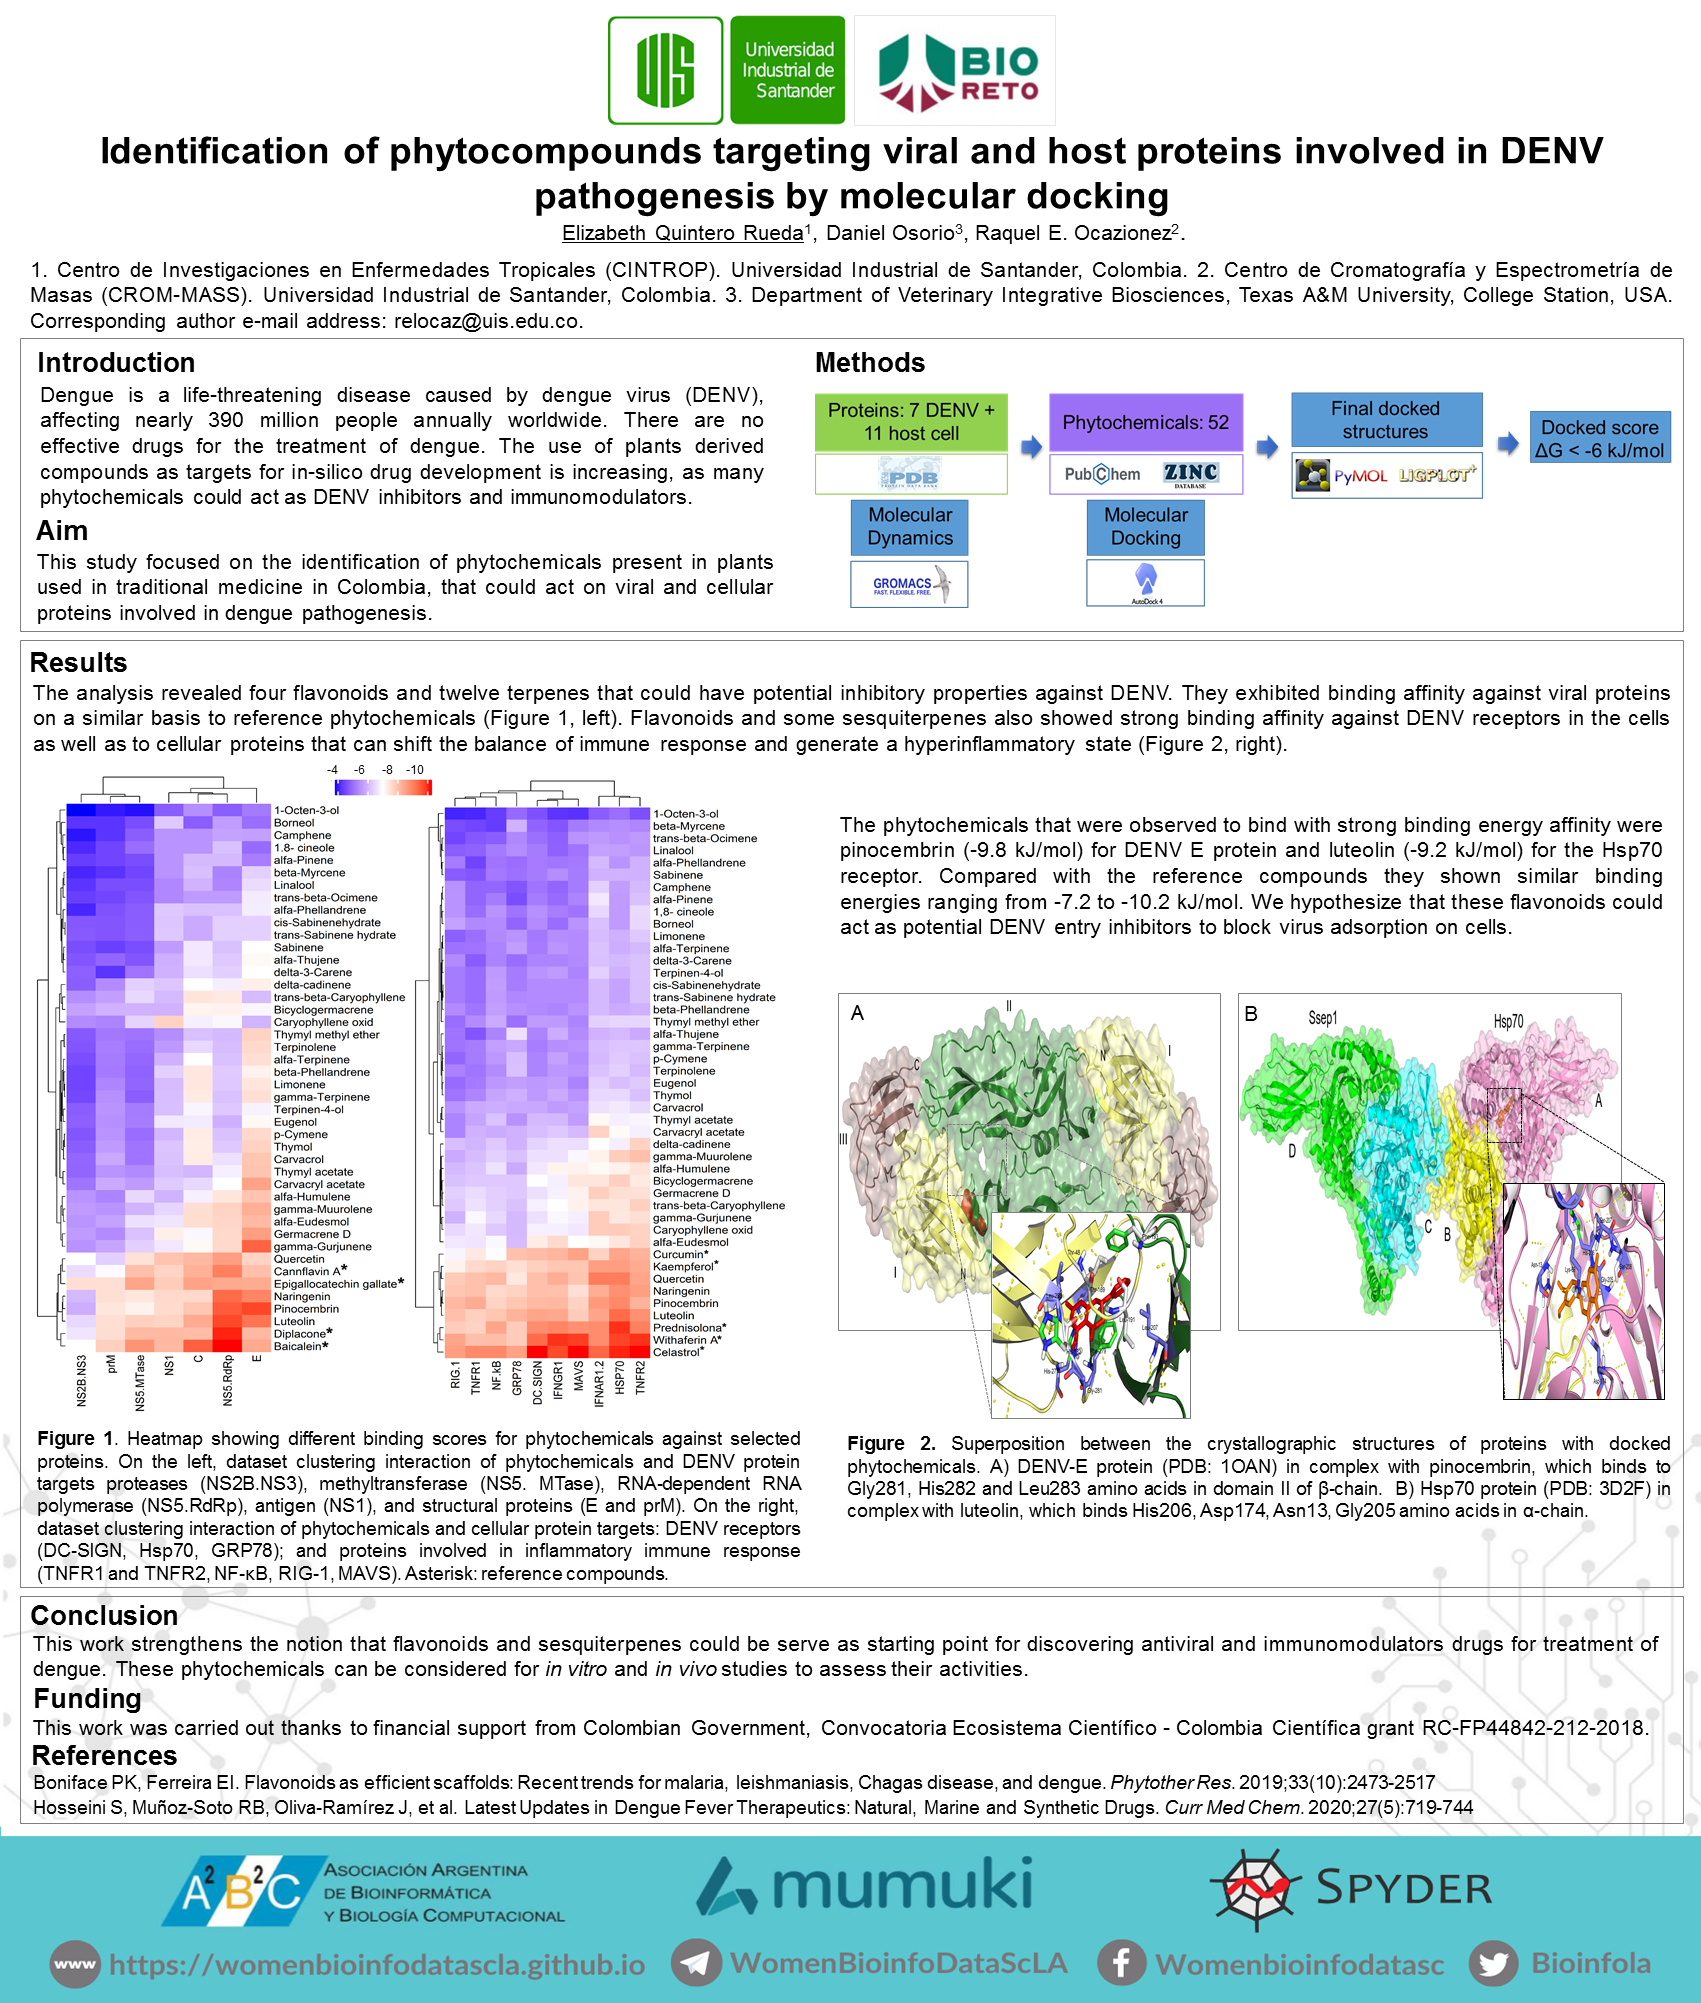 UIS
Universidad
Industrial de
Santander
BIO
RETO
Identification of phytocompounds targeting viral and host proteins involved in DENV
pathogenesis by molecular docking
Elizabeth Quintero Rueda1, Daniel Osorio3, Raquel E. Ocazionez2.
1. Centro de Investigaciones en Enfermedades Tropicales (CINTROP). Universidad Industrial de Santander, Colombia. 2. Centro de Cromatografía y Espectrometría de
Masas (CROM-MASS). Universidad Industrial de Santander, Colombia. 3. Department of Veterinary Integrative Biosciences, Texas A&M University, College Station, USA.
Corresponding author e-mail address: relocaz@uis.edu.co.
Introduction
Dengue is a life-threatening disease caused by dengue virus (DENV),
affecting nearly 390 million people annually worldwide. There are no
effective drugs for the treatment of dengue. The use of plants derived
compounds as targets for in-silico drug development is increasing, as many
phytochemicals could act as DENV inhibitors and immunomodulators.
Aim
This study focused on the identification of phytochemicals present in plants
used in traditional medicine in Colombia, that could act on viral and cellular
proteins involved in dengue pathogenesis.
Methods
Proteins: 7 DENV +
11 host cell
PDB
PROTEIN DATA BANK
Molecular
Dynamics
GROMACS
FAST. FLEXIBLE. FREE.
Phytochemicals: 52
PubChem
ZINC
DATABASE
Molecular
Docking
AutoDock 4
Final docked
structures
PyMOL
LIGPLOT+
Docked score
ΔG < -6 kJ/mol
Results
The analysis revealed four flavonoids and twelve terpenes that could have potential inhibitory properties against DENV. They exhibited binding affinity against viral proteins
on a similar basis to reference phytochemicals (Figure 1, left). Flavonoids and some sesquiterpenes also showed strong binding affinity against DENV receptors in the cells
as well as to cellular proteins that can shift the balance of immune response and generate a hyperinflammatory state (Figure 2, right).
-4 -6 -8 -10
1-Octen-3-ol
Borneol
Camphene
1.8- cineole
alfa-Pinene
beta-Myrcene
Linalool
trans-beta-Ocimene
alfa-Phellandrene
cis-Sabinenehydrate
trans-Sabinene hydrate
Sabinene
alfa-Thujene
delta-3-Carene
delta-cadinene
trans-beta-Caryophyllene
Bicyclogermacrene
Caryophyllene oxid
Thymyl methyl ether
Terpinolene
alfa-Terpinene
beta-Phellandrene
Limonene
gamma-Terpinene
Terpinen-4-ol
Eugenol
p-Cymene
Thymol
Carvacrol
Thymyl acetate
Carvacryl acetate
alfa-Humulene
gamma-Muurolene
alfa-Eudesmol
Germacrene D
gamma-Gurjunene
Quercetin
Cannflavin A*
Epigallocatechin gallate*
Naringenin
Pinocembrin
Luteolin
Diplacone*
Baicalein*
NS2B.NS3
prM
NS5.MTase
NS1
C
NS5.RdRp
E
1-Octen-3-ol
beta-Myrcene
trans-beta-Ocimene
Linalool
alfa-Phellandrene
Sabinene
Camphene
alfa-Pinene
1,8- cineole
Borneol
Limonene
alfa-Terpinene
delta-3-Carene
Terpinen-4-ol
cis-Sabinenehydrate
trans-Sabinene hydrate
beta-Phellandrene
Thymyl methyl ether
alfa-Thujene
gamma-Terpinene
p-Cymene
Terpinolene
Eugenol
Thymol
Carvacrol
Thymyl acetate
Carvacryl acetate
delta-cadinene
gamma-Muurolene
alfa-Humulene
Bicyclogermacrene
Germacrene D
trans-beta-Caryophyllene
gamma-Gurjunene
Caryophyllene oxid
alfa-Eudesmol
Curcumin*
Kaempferol*
Quercetin
Naringenin
Pinocembrin
Luteolin
Prednisolona*
Withaferin A*
Celastrol*
RIG.1
TNFR1
NF.kB
GRP78
DC.SIGN
IFNGR1
MAVS
IFNAR1.2
HSP70
TNFR2
Figure 1. Heatmap showing different binding scores for phytochemicals against selected
proteins. On the left, dataset clustering interaction of phytochemicals and DENV protein
targets proteases (NS2B.NS3), methyltransferase (NS5. MTase), RNA-dependent RNA
polymerase (NS5.RdRp), antigen (NS1), and structural proteins (E and prM). On the right,
dataset clustering interaction of phytochemicals and cellular protein targets: DENV receptors
(DC-SIGN, Hsp70, GRP78); and proteins involved in inflammatory immune response
(TNFR1 and TNFR2, NF-κB, RIG-1, MAVS). Asterisk: reference compounds.
The phytochemicals that were observed to bind with strong binding energy affinity were
pinocembrin (-9.8 kJ/mol) for DENV E protein and luteolin (-9.2 kJ/mol) for the Hsp70
receptor. Compared with the reference compounds they shown similar binding
energies ranging from -7.2 to -10.2 kJ/mol. We hypothesize that these flavonoids could
act as potential DENV entry inhibitors to block virus adsorption on cells.
A
II
C
N
I
III
I
N
Gly-281
B
Ssep1
Hsp70
A
D
C
B
Figure 2. Superposition between the crystallographic structures of proteins with docked
phytochemicals. A) DENV-E protein (PDB: 1OAN) in complex with pinocembrin, which binds to
Gly281, His282 and Leu283 amino acids in domain II of β-chain. B) Hsp70 protein (PDB: 3D2F) in
complex with luteolin, which binds His206, Asp174, Asn13, Gly205 amino acids in α-chain.
Conclusion
This work strengthens the notion that flavonoids and sesquiterpenes could be serve as starting point for discovering antiviral and immunomodulators drugs for treatment of
dengue. These phytochemicals can be considered for in vitro and in vivo studies to assess their activities.
Funding
This work was carried out thanks to financial support from Colombian Government, Convocatoria Ecosistema Científico - Colombia Científica grant RC-FP44842-212-2018.
References
Boniface PK, Ferreira EI. Flavonoids as efficient scaffolds: Recent trends for malaria, leishmaniasis, Chagas disease, and dengue. Phytother Res. 2019;33(10):2473-2517
Hosseini S, Muñoz-Soto RB, Oliva-Ramírez J, et al. Latest Updates in Dengue Fever Therapeutics: Natural, Marine and Synthetic Drugs. Curr Med Chem. 2020;27(5):719-744
A2B2C
ASOCIACIÓN ARGENTINA
DE BIOINFORMÁTICA
Y BIOLOGÍA COMPUTACIONAL
mumuki
SPYDER
www https://womenbioinfodatascla.github.io
WomenBioinfoDataScLA
Womenbioinfodatasc
Bioinfola